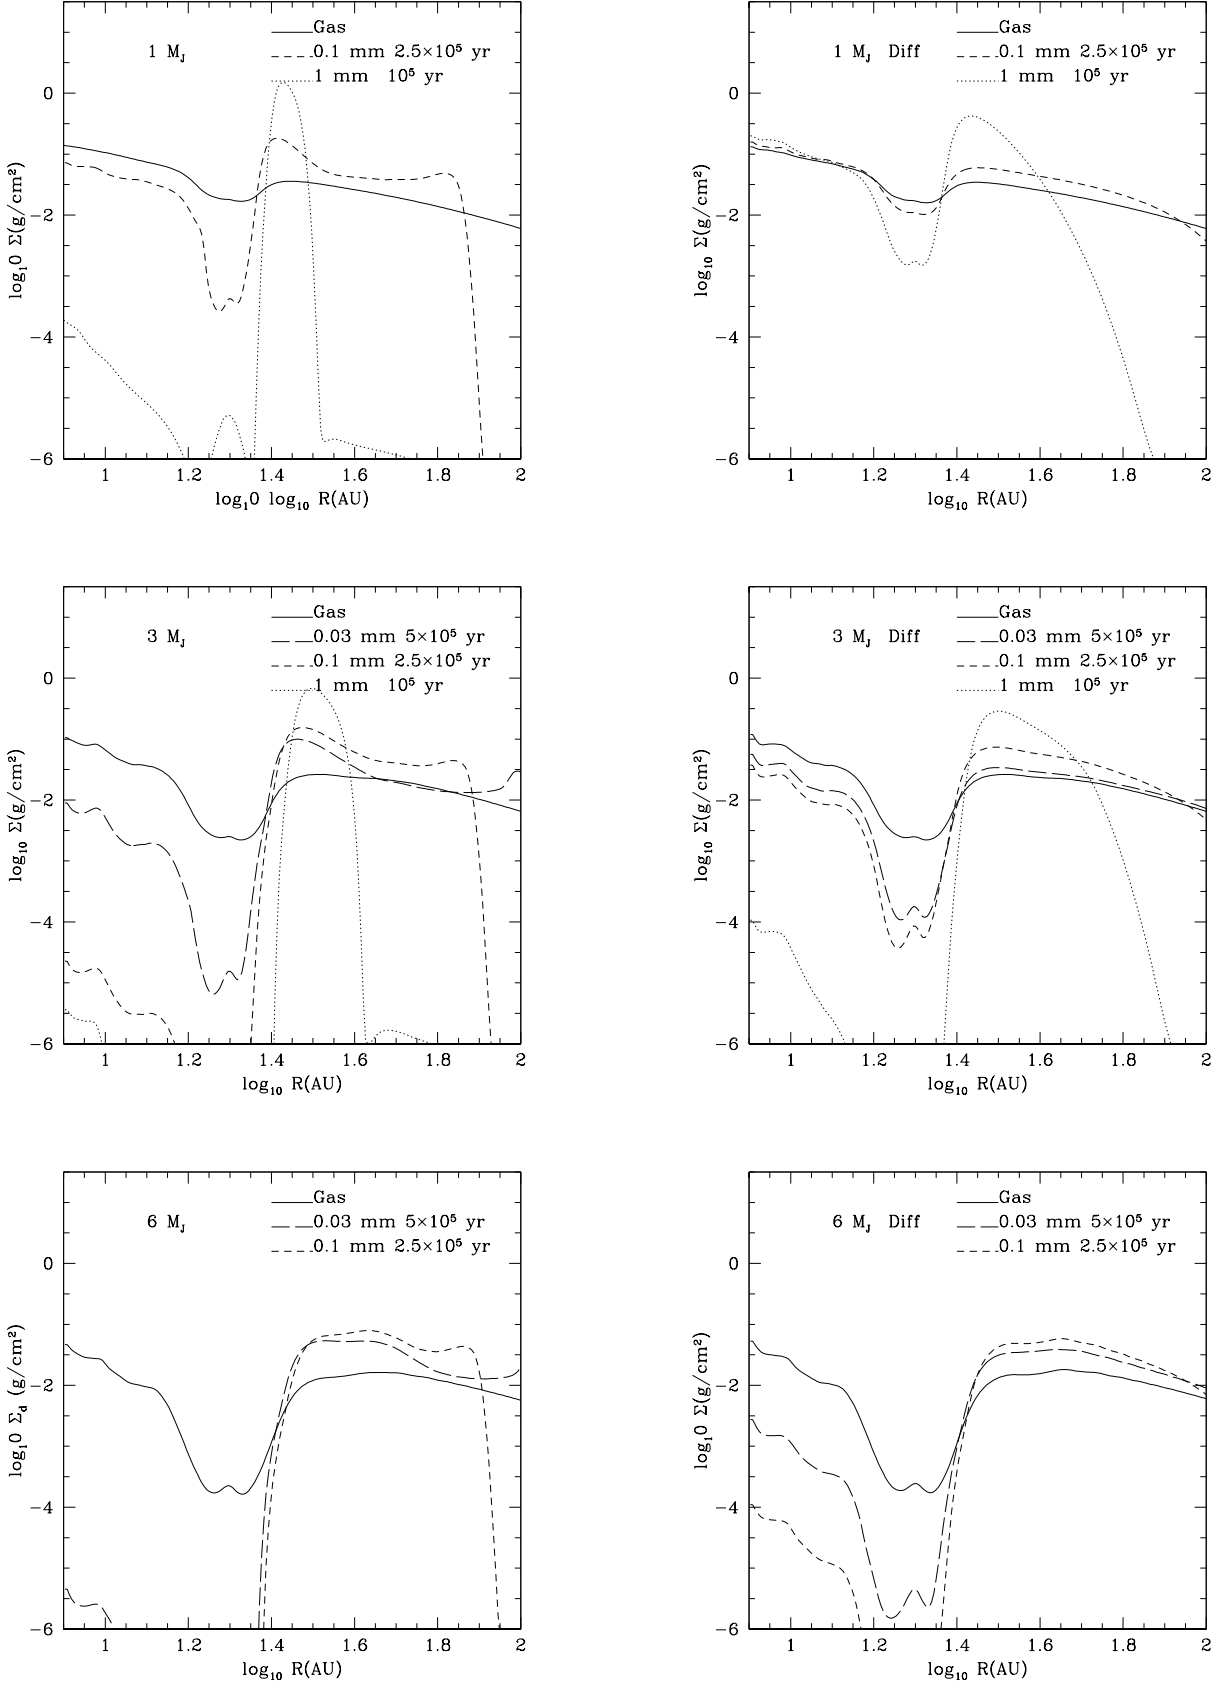 Gas
1 M_J
0.1 mm 2.5×10⁵ yr
1 mm 10⁵ yr
0
−2
−4
−6
log₁0 Σ(g/cm²)
1
1.2
1.4
1.6
1.8
2
log₁0 log₁₀ R(AU)
Gas
1 M_J Diff
0.1 mm 2.5×10⁵ yr
1 mm 10⁵ yr
0
−2
−4
−6
log₁₀ Σ(g/cm²)
1
1.2
1.4
1.6
1.8
2
log₁₀ R(AU)
Gas
3 M_J
0.03 mm 5×10⁵ yr
0.1 mm 2.5×10⁵ yr
1 mm 10⁵ yr
0
−2
−4
−6
log₁₀ Σ(g/cm²)
1
1.2
1.4
1.6
1.8
2
log₁₀ R(AU)
Gas
3 M_J Diff
0.03 mm 5×10⁵ yr
0.1 mm 2.5×10⁵ yr
1 mm 10⁵ yr
0
−2
−4
−6
log₁₀ Σ(g/cm²)
1
1.2
1.4
1.6
1.8
2
log₁₀ R(AU)
Gas
6 M_J
0.03 mm 5×10⁵ yr
0.1 mm 2.5×10⁵ yr
0
−2
−4
−6
log₁0 Σ_d (g/cm²)
1
1.2
1.4
1.6
1.8
2
log₁₀ R(AU)
Gas
6 M_J Diff
0.03 mm 5×10⁵ yr
0.1 mm 2.5×10⁵ yr
0
−2
−4
−6
log₁0 Σ(g/cm²)
1
1.2
1.4
1.6
1.8
2
log₁₀ R(AU)